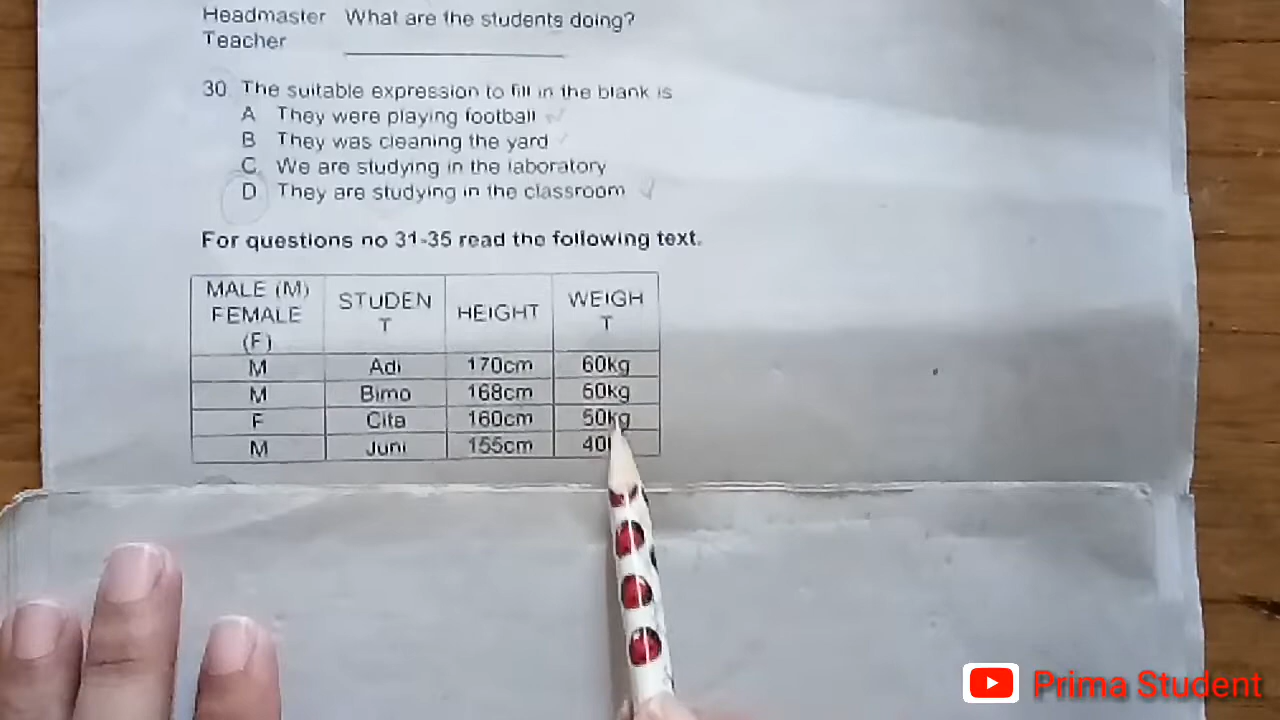 Headmaster What are the students doing?
Teacher
30 The suitable expression to fill in the blank is
A They were playing football
B They was cleaning the yard
C. We are studying in the laboratory
D They are studying in the classroom
For questions no 31-35 read the following text.
MALE (M) FEMALE (F) STUDENT HEIGHT WEIGHT
M Adi 170cm 60kg
M Bimo 168cm 60kg
F Cita 160cm 50kg
M Juni 155cm 40
Prima Student